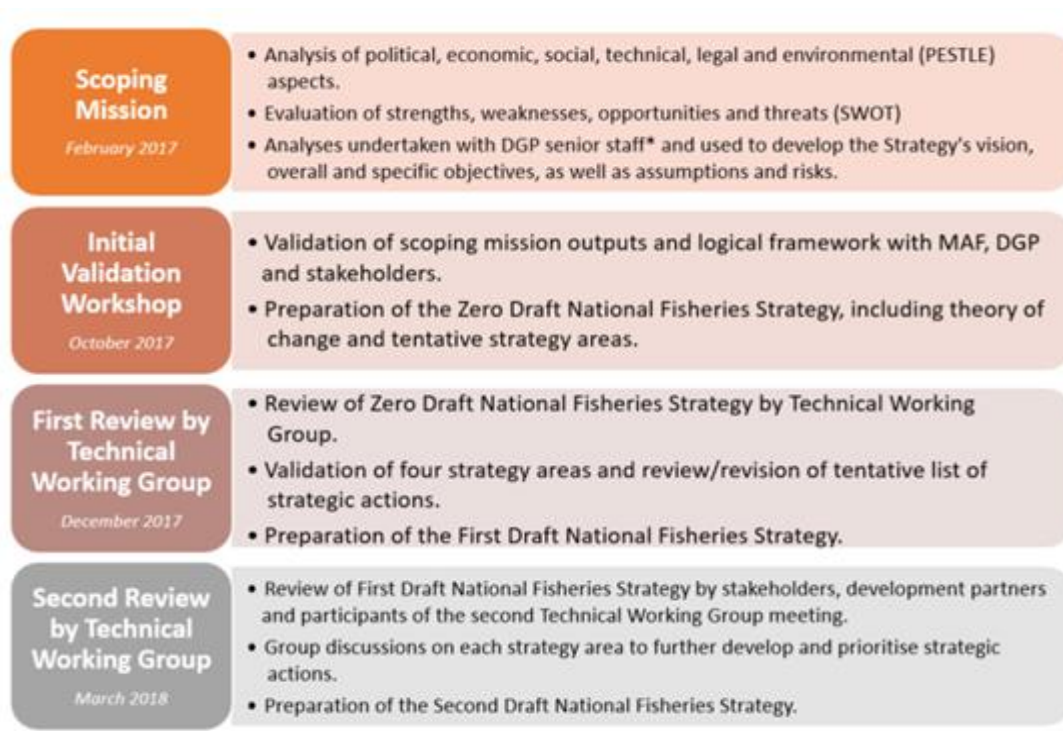 Scoping
Mission
February 2017
• Analysis of political, economic, social, technical, legal and environmental (PESTLE)
aspects.
• Evaluation of strengths, weaknesses, opportunities and threats (SWOT)
• Analyses undertaken with DGP senior staff* and used to develop the Strategy's vision,
overall and specific objectives, as well as assumptions and risks.
Initial
Validation
Workshop
October 2017
• Validation of scoping mission outputs and logical framework with MAF, DGP
and stakeholders.
• Preparation of the Zero Draft National Fisheries Strategy, including theory of
change and tentative strategy areas.
First Review by
Technical
Working Group
December 2017
• Review of Zero Draft National Fisheries Strategy by Technical Working
Group.
• Validation of four strategy areas and review/revision of tentative list of
strategic actions.
• Preparation of the First Draft National Fisheries Strategy.
Second Review
by Technical
Working Group
March 2018
• Review of First Draft National Fisheries Strategy by stakeholders, development partners
and participants of the second Technical Working Group meeting.
• Group discussions on each strategy area to further develop and prioritise strategic
actions.
• Preparation of the Second Draft National Fisheries Strategy.